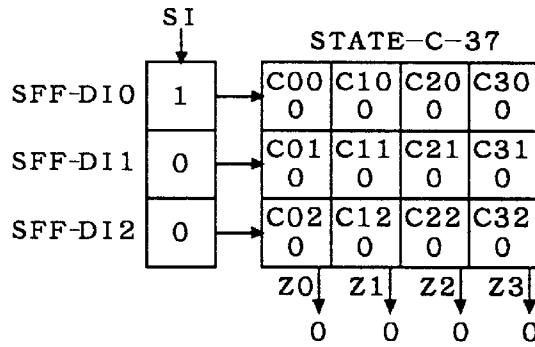 SI
STATE-C-37
SFF-DI0 1 C00 C10 C20 C30
0 0 0 0
SFF-DI1 0 C01 C11 C21 C31
0 0 0 0
SFF-DI2 0 C02 C12 C22 C32
0 0 0 0
Z0 Z1 Z2 Z3
0 0 0 0